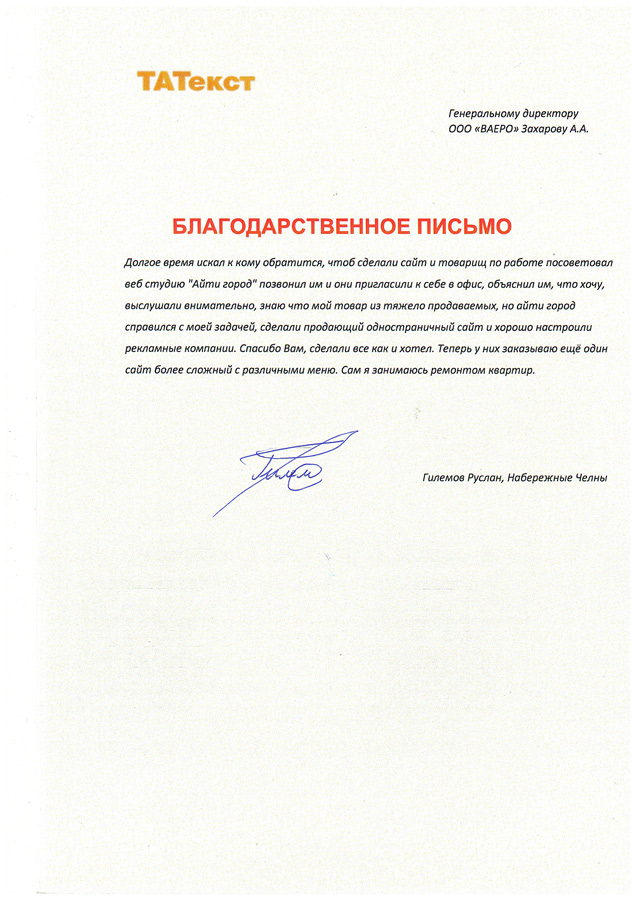 ТАТекст
Генеральному директору
ООО «ВАЕРО» Захарову А.А.
БЛАГОДАРСТВЕННОЕ ПИСЬМО
Долгое время искал к кому обратится, чтоб сделали сайт и товарищ по работе посоветовал
веб студию "Айти город" позвонил им и они пригласили к себе в офис, объяснил им, что хочу,
выслушали внимательно, знаю что мой товар из тяжело продаваемых, но айти город
справился с моей задачей, сделали продающий одностраничный сайт и хорошо настроили
рекламные компании. Спасибо Вам, сделали все как и хотел. Теперь у них заказываю ещё один
сайт более сложный с различными меню. Сам я занимаюсь ремонтом квартир.
Гилемов Руслан, Набережные Челны